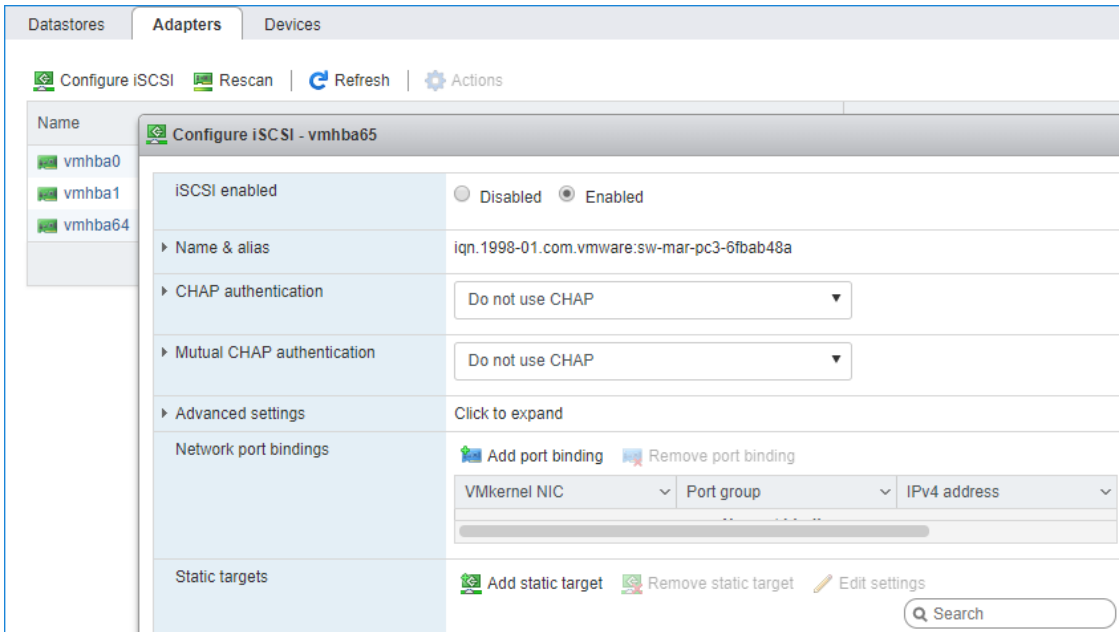 Datastores Adapters Devices
Configure iSCSI Rescan Refresh Actions
Name
Configure iSCSI - vmhba65
vmhba0
vmhba1
vmhba64
iSCSI enabled Disabled Enabled
Name & alias iqn.1998-01.com.vmware:sw-mar-pc3-6fbab48a
CHAP authentication Do not use CHAP
Mutual CHAP authentication Do not use CHAP
Advanced settings Click to expand
Network port bindings Add port binding Remove port binding
VMkernel NIC Port group IPv4 address
Static targets Add static target Remove static target Edit settings
Search